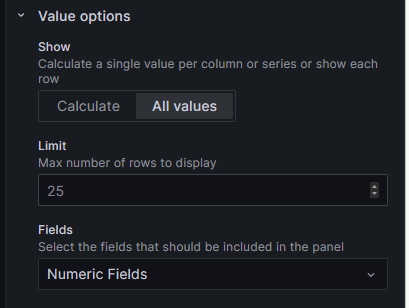 Value options
Show
Calculate a single value per column or series or show each
row
Calculate All values
Limit
Max number of rows to display
25
Fields
Select the fields that should be included in the panel
Numeric Fields